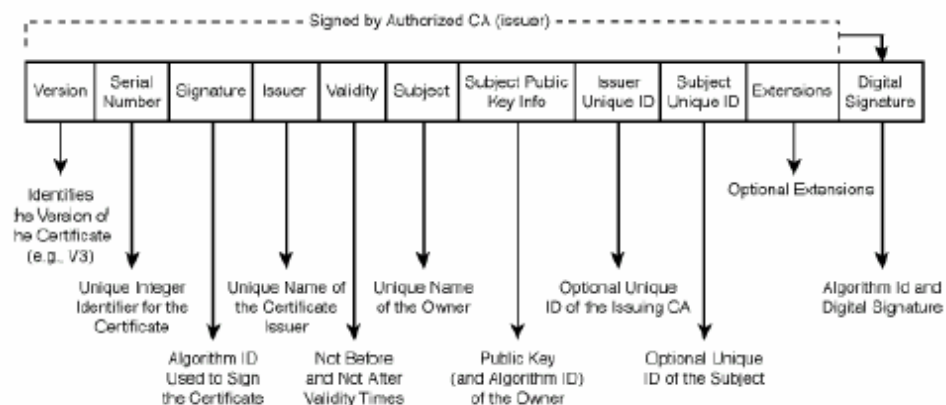 Signed by Authorized CA (issuer)
Version
Serial
Number
Signature
Issuer
Validity
Subject
Subject Public
Key Info
Issuer
Unique ID
Subject
Unique ID
Extensions
Digital
Signature
Identifies
he Version of
he Certificate
(e.g., V3)
Optional Extensions
Unique Integer
Identifier for the
Certificate
Unique Name of
the Certificate
Issuer
Unique Name
of the Owner
Optional Unique
ID of the Issuing CA
Algorithm Id and
Digital Signature
Algorithm ID
Used to Sign
the Certificate
Not Before
and Not After
Validity Times
Public Key
(and Algorithm ID)
of the Owner
Optional Unique
ID of the Subject